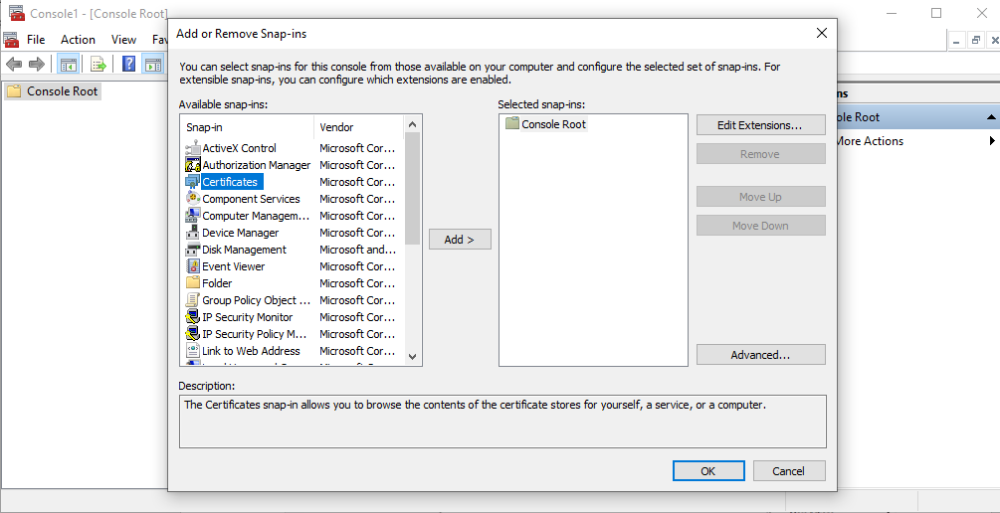 Console1 - [Console Root]
File Action View Fav
Console Root
Add or Remove Snap-ins
You can select snap-ins for this console from those available on your computer and configure the selected set of snap-ins. For
extensible snap-ins, you can configure which extensions are enabled.
Available snap-ins:
Snap-in Vendor
ActiveX Control Microsoft Cor...
Authorization Manager Microsoft Cor...
Certificates Microsoft Cor...
Component Services Microsoft Cor...
Computer Managem... Microsoft Cor...
Device Manager Microsoft Cor...
Disk Management Microsoft and...
Event Viewer Microsoft Cor...
Folder Microsoft Cor...
Group Policy Object ... Microsoft Cor...
IP Security Monitor Microsoft Cor...
IP Security Policy M... Microsoft Cor...
Link to Web Address Microsoft Cor...
Add >
Selected snap-ins:
Console Root
Edit Extensions...
Remove
Move Up
Move Down
Advanced...
Description:
The Certificates snap-in allows you to browse the contents of the certificate stores for yourself, a service, or a computer.
OK
Cancel
ns
ole Root
More Actions